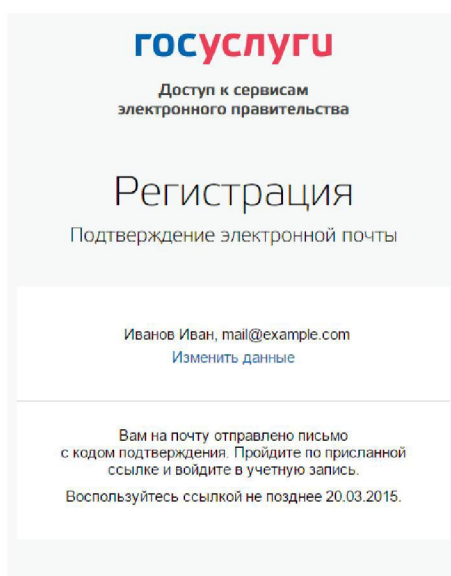 госуслуги
Доступ к сервисам
электронного правительства
Регистрация
Подтверждение электронной почты
Иванов Иван, mail@example.com
Изменить данные
Вам на почту отправлено письмо
с кодом подтверждения. Пройдите по присланной
ссылке и войдите в учетную запись.
Воспользуйтесь ссылкой не позднее 20.03.2015.